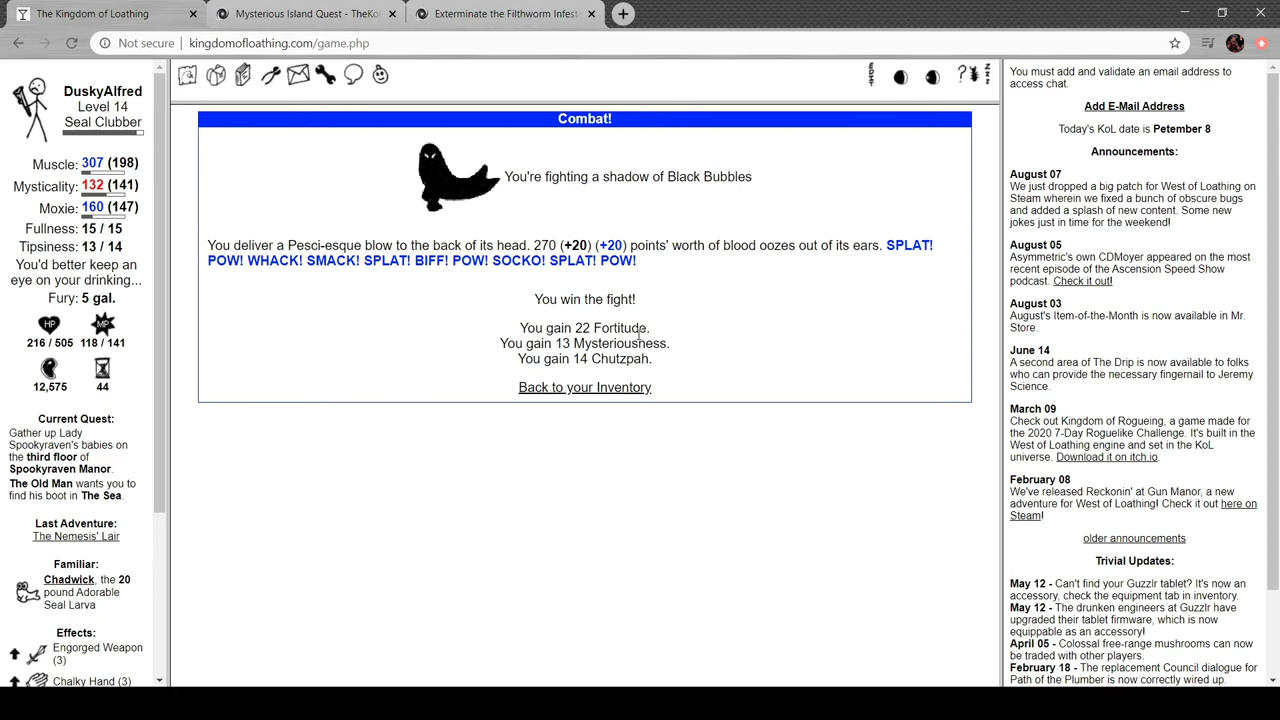 The Kingdom of Loathing
Mysterious Island Quest - TheKo
Exterminate the Filthworm Infest
Not secure
kingdomofloathing.com/game.php
DuskyAlfred
Level 14
Seal Clubber
Muscle: 307 (198)
Mysticality: 132 (141)
Moxie: 160 (147)
Fullness: 15 / 15
Tipsiness: 13 / 14
You'd better keep an
eye on your drinking...
Fury: 5 gal.
HP
MP
216 / 505
118 / 141
12,575
44
Current Quest:
Gather up Lady
Spookyraven's babies on
the third floor of
Spookyraven Manor.
The Old Man wants you to
find his boot in The Sea.
Last Adventure:
The Nemesis' Lair
Familiar:
Chadwick, the 20
pound Adorable
Seal Larva
Effects:
Engorged Weapon
(3)
Chalky Hand (3)
Combat!
You're fighting a shadow of Black Bubbles
You deliver a Pesci-esque blow to the back of its head. 270 (+20) (+20) points' worth of blood oozes out of its ears. SPLAT!
POW! WHACK! SMACK! SPLAT! BIFF! POW! SOCKO! SPLAT! POW!
You win the fight!
You gain 22 Fortitude.
You gain 13 Mysteriousness.
You gain 14 Chutzpah.
Back to your Inventory
You must add and validate an email address to
access chat.
Add E-Mail Address
Today's KoL date is Petember 8
Announcements:
August 07
We just dropped a big patch for West of Loathing on
Steam wherein we fixed a bunch of obscure bugs
and added a splash of new content. Some new
jokes just in time for the weekend!
August 05
Asymmetric's own CDMoyer appeared on the most
recent episode of the Ascension Speed Show
podcast. Check it out!
August 03
August's Item-of-the-Month is now available in Mr.
Store.
June 14
A second area of The Drip is now available to folks
who can provide the necessary fingernail to Jeremy
Science.
March 09
Check out Kingdom of Rogueing, a game made for
the 2020 7-Day Roguelike Challenge. It's built in the
West of Loathing engine and set in the KoL
universe. Download it on itch io.
February 08
We've released Reckonin' at Gun Manor, a new
adventure for West of Loathing! Check it out here on
Steam!
older announcements
Trivial Updates:
May 12 - Can't find your Guzzlr tablet? It's now an
accessory, check the equipment tab in inventory.
May 12 - The drunken engineers at Guzzlr have
upgraded their tablet firmware, which is now
equippable as an accessory!
April 05 - Colossal free-range mushrooms can now
be traded with other players.
February 18 - The replacement Council dialogue for
Path of the Plumber is now correctly wired up.